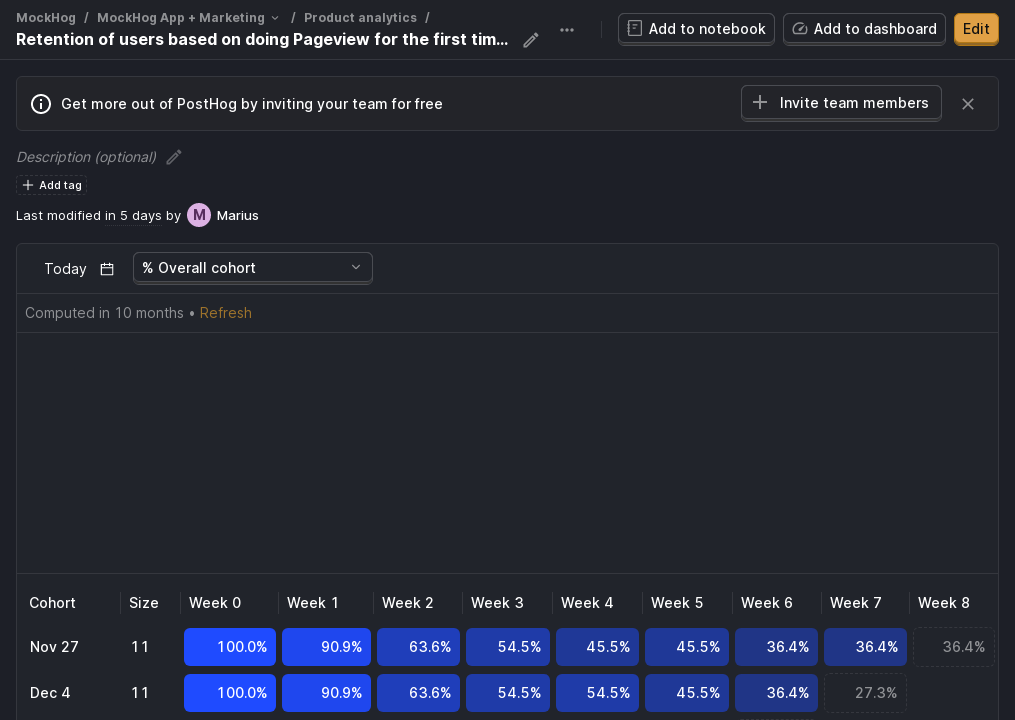 MockHog / MockHog App + Marketing / Product analytics /
Retention of users based on doing Pageview for the first tim...
Add to notebook
Add to dashboard
Edit
Get more out of PostHog by inviting your team for free
Invite team members
Description (optional)
Add tag
Last modified in 5 days by M Marius
Today
% Overall cohort
Computed in 10 months • Refresh
Cohort Size Week 0 Week 1 Week 2 Week 3 Week 4 Week 5 Week 6 Week 7 Week 8
Nov 27 11 100.0% 90.9% 63.6% 54.5% 45.5% 45.5% 36.4% 36.4% 36.4%
Dec 4 11 100.0% 90.9% 63.6% 54.5% 54.5% 45.5% 36.4% 27.3%